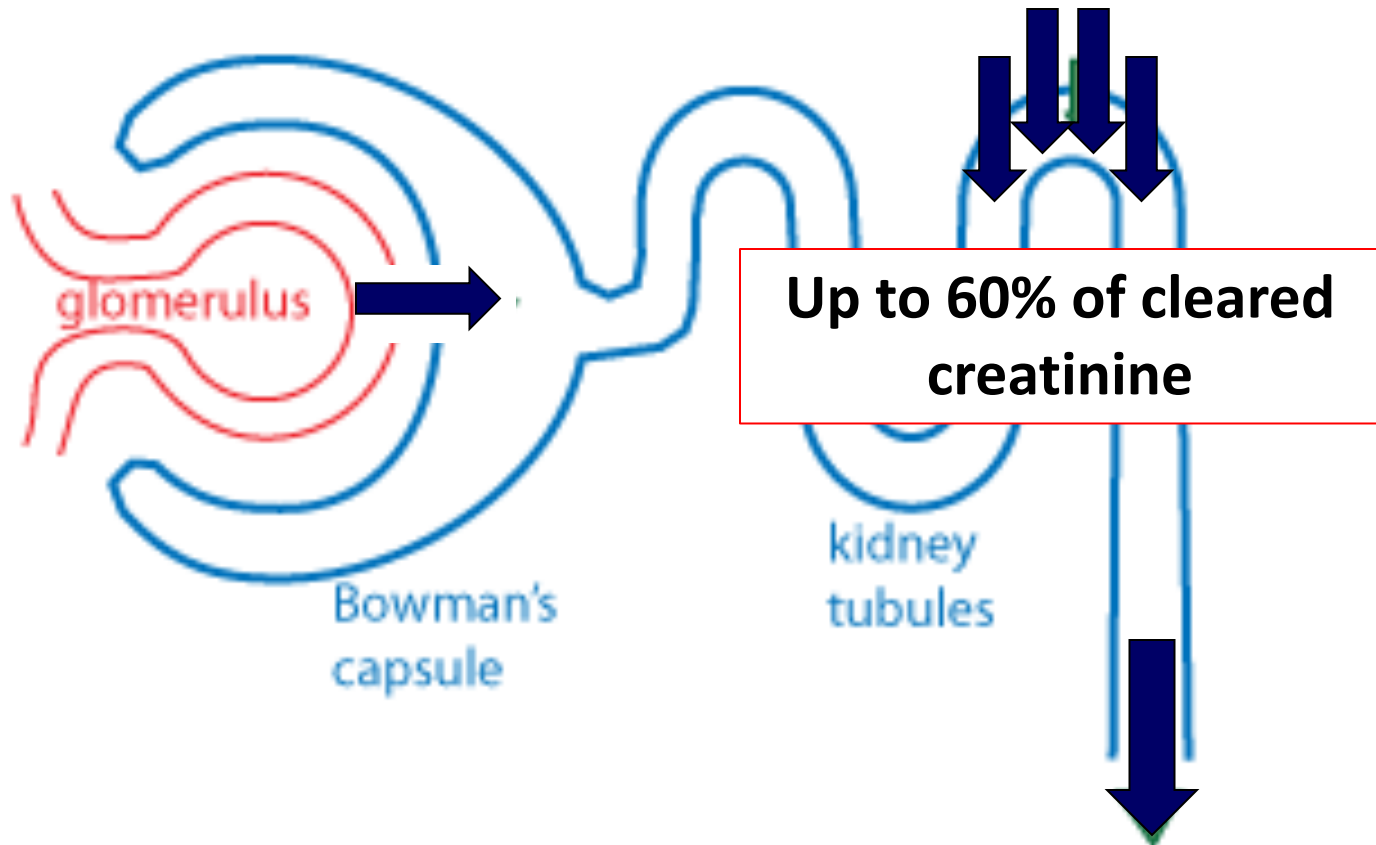 glomerulus
Up to 60% of cleared
creatinine
kidney
tubules
Bowman's
capsule